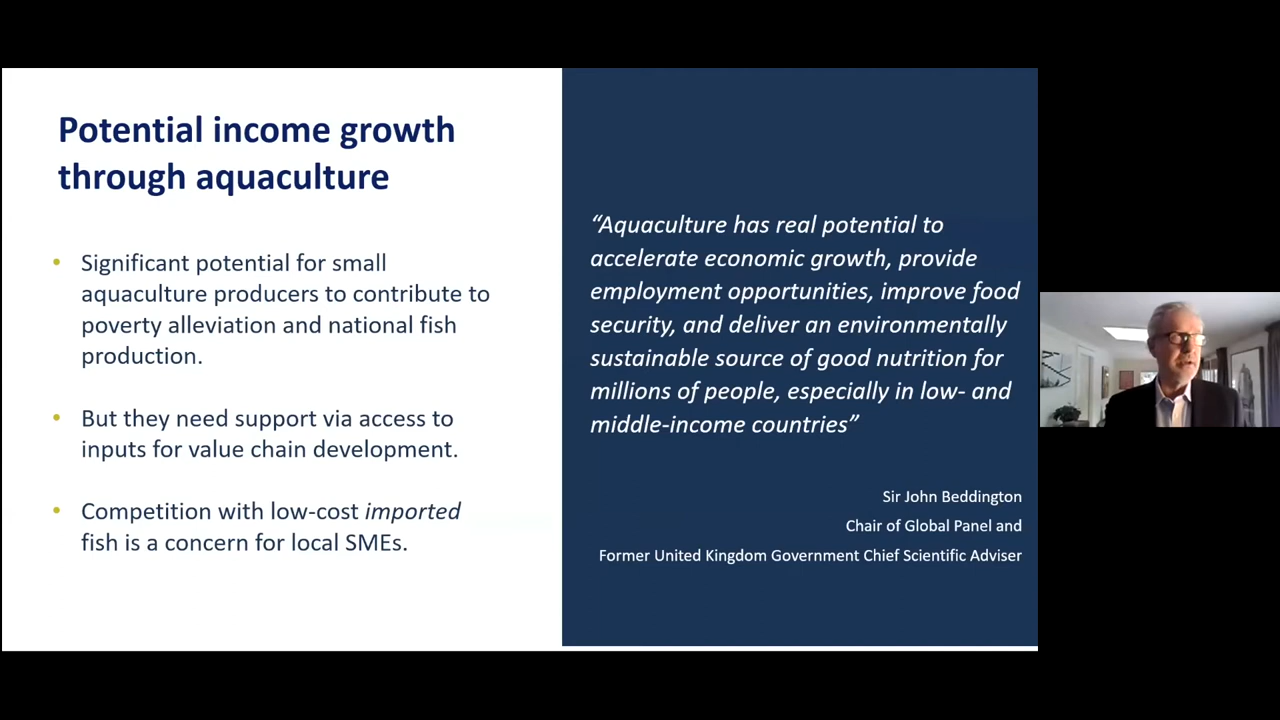 Potential income growth
through aquaculture
• Significant potential for small
aquaculture producers to contribute to
poverty alleviation and national fish
production.
• But they need support via access to
inputs for value chain development.
• Competition with low-cost imported
fish is a concern for local SMEs.
“Aquaculture has real potential to
accelerate economic growth, provide
employment opportunities, improve food
security, and deliver an environmentally
sustainable source of good nutrition for
millions of people, especially in low- and
middle-income countries”
Sir John Beddington
Chair of Global Panel and
Former United Kingdom Government Chief Scientific Adviser